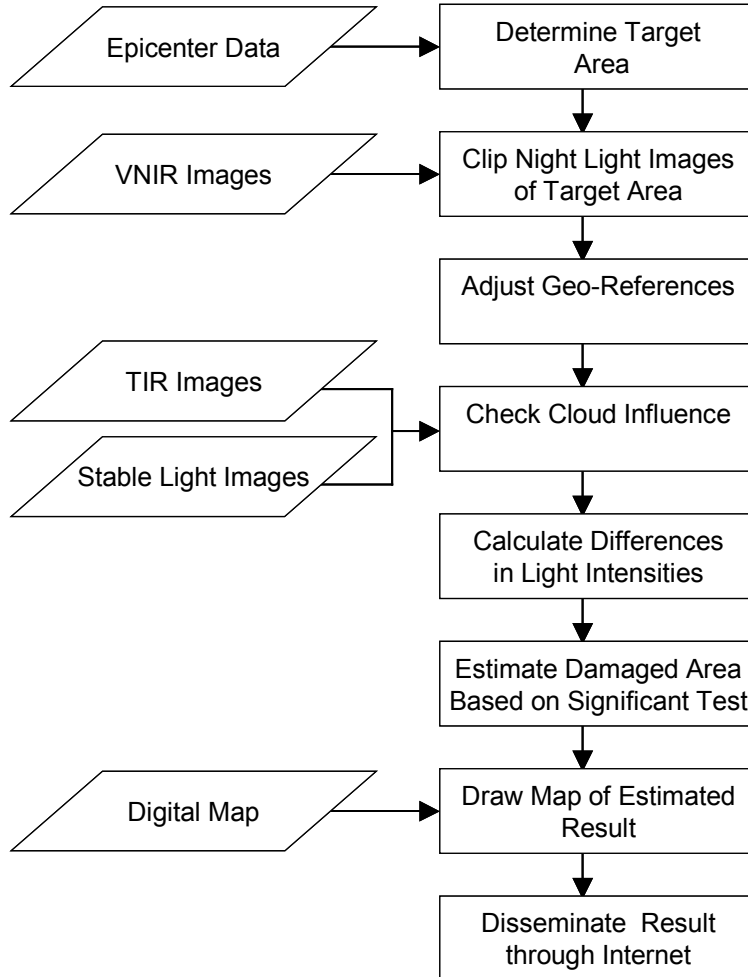 Epicenter Data
Determine Target
Area
VNIR Images
Clip Night Light Images
of Target Area
Adjust Geo-References
TIR Images
Stable Light Images
Check Cloud Influence
Calculate Differences
in Light Intensities
Estimate Damaged Area
Based on Significant Test
Digital Map
Draw Map of Estimated
Result
Disseminate Result
through Internet